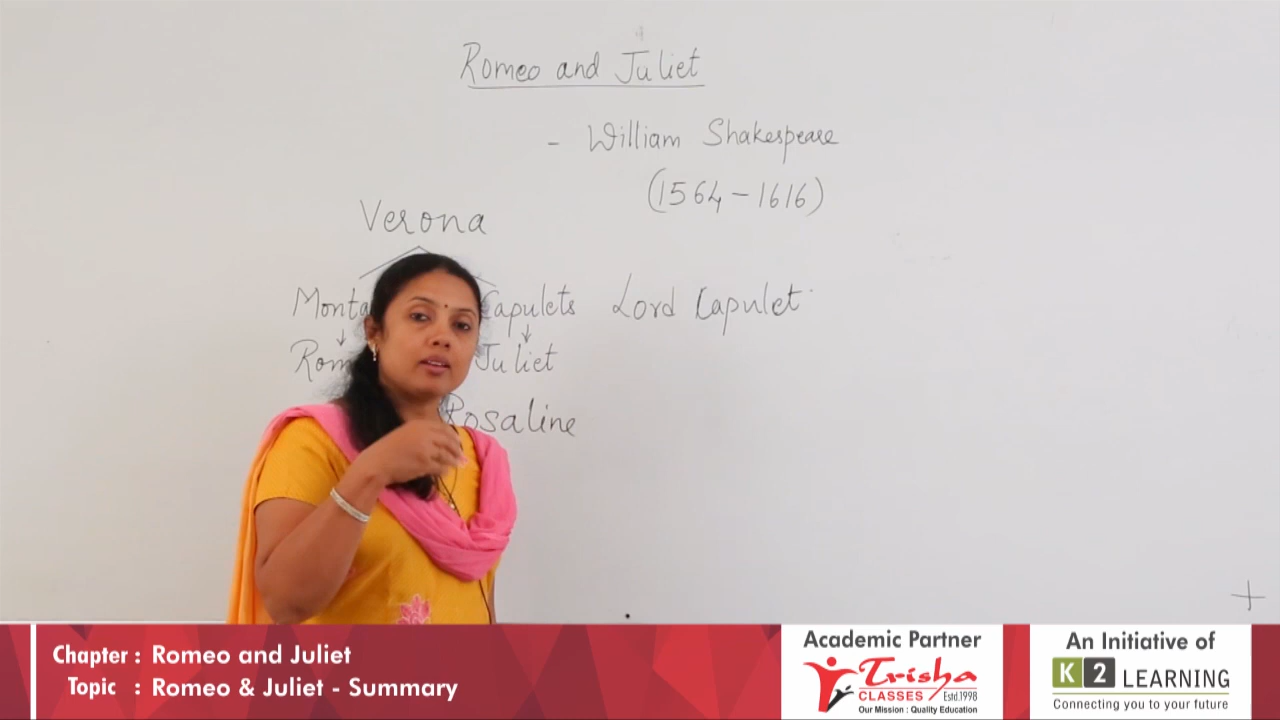 Romeo and Juliet
- William Shakespeare
(1564-1616)
Verona
Capulets Lord Capulet
Juliet
Rosaline
Chapter : Romeo and Juliet
Topic : Romeo & Juliet - Summary
Academic Partner
Trisha
CLASSES Estd.1998
Our Mission : Quality Education
An Initiative of
K2 LEARNING
Connecting you to your future